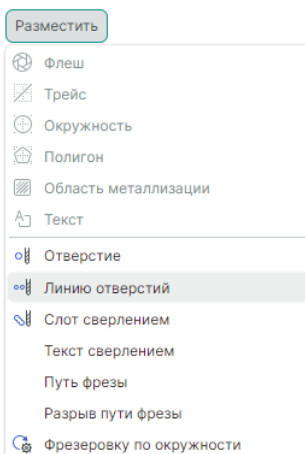 Разместить
Флеш
Трейс
Окружность
Полигон
Область металлизации
Текст
Отверстие
Линию отверстий
Слот сверлением
Текст сверлением
Путь фрезы
Разрыв пути фрезы
Фрезеровку по окружности